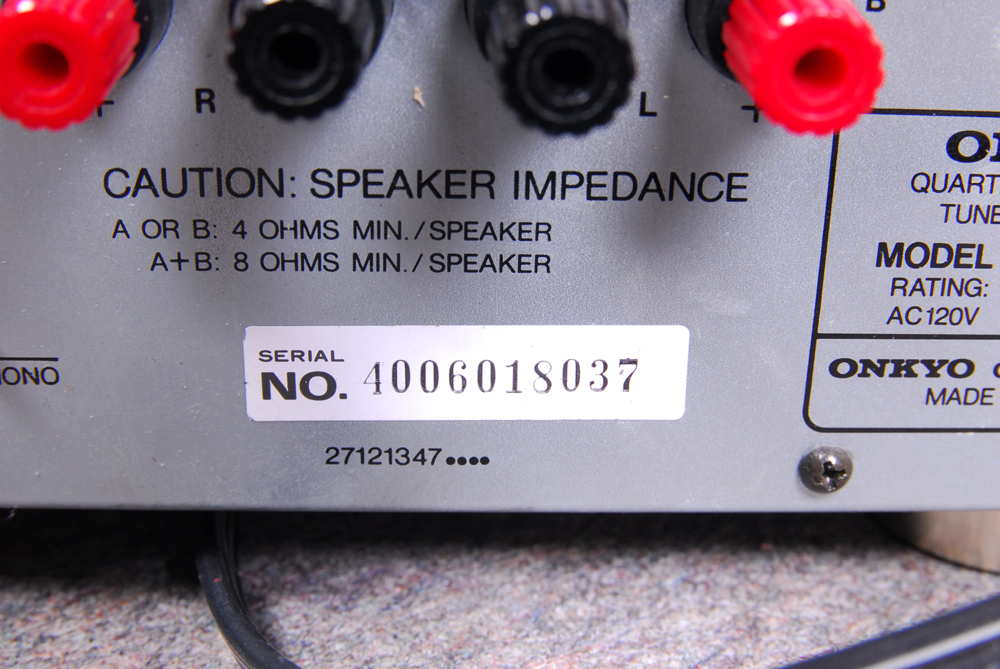 B
+ R L +
CAUTION: SPEAKER IMPEDANCE
A OR B: 4 OHMS MIN./SPEAKER
A+B: 8 OHMS MIN./SPEAKER
SERIAL
NO. 4006018037
27121347••••
QUART
TUNE
MODEL
RATING:
AC120V
ONKYO
MADE